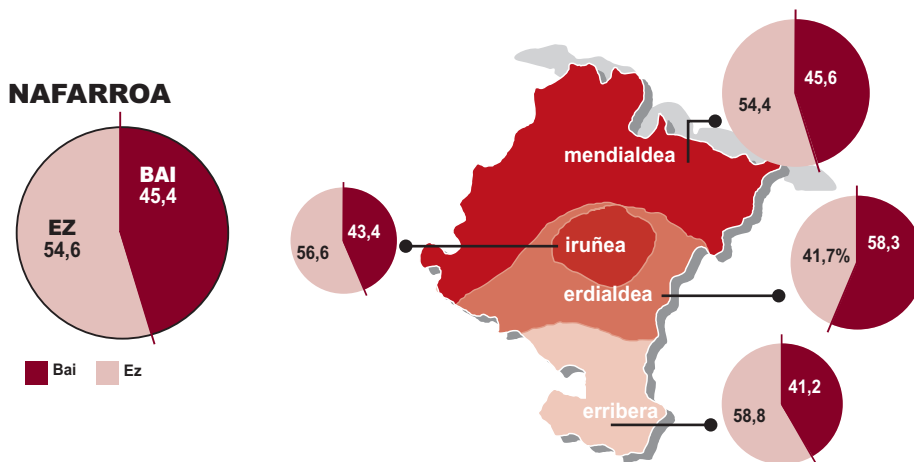 NAFARROA
BAI
45,4
EZ
54,6
Bai
Ez
mendialdea
54,4
45,6
iruñea
56,6
43,4
erdialdea
41,7%
58,3
erribera
58,8
41,2